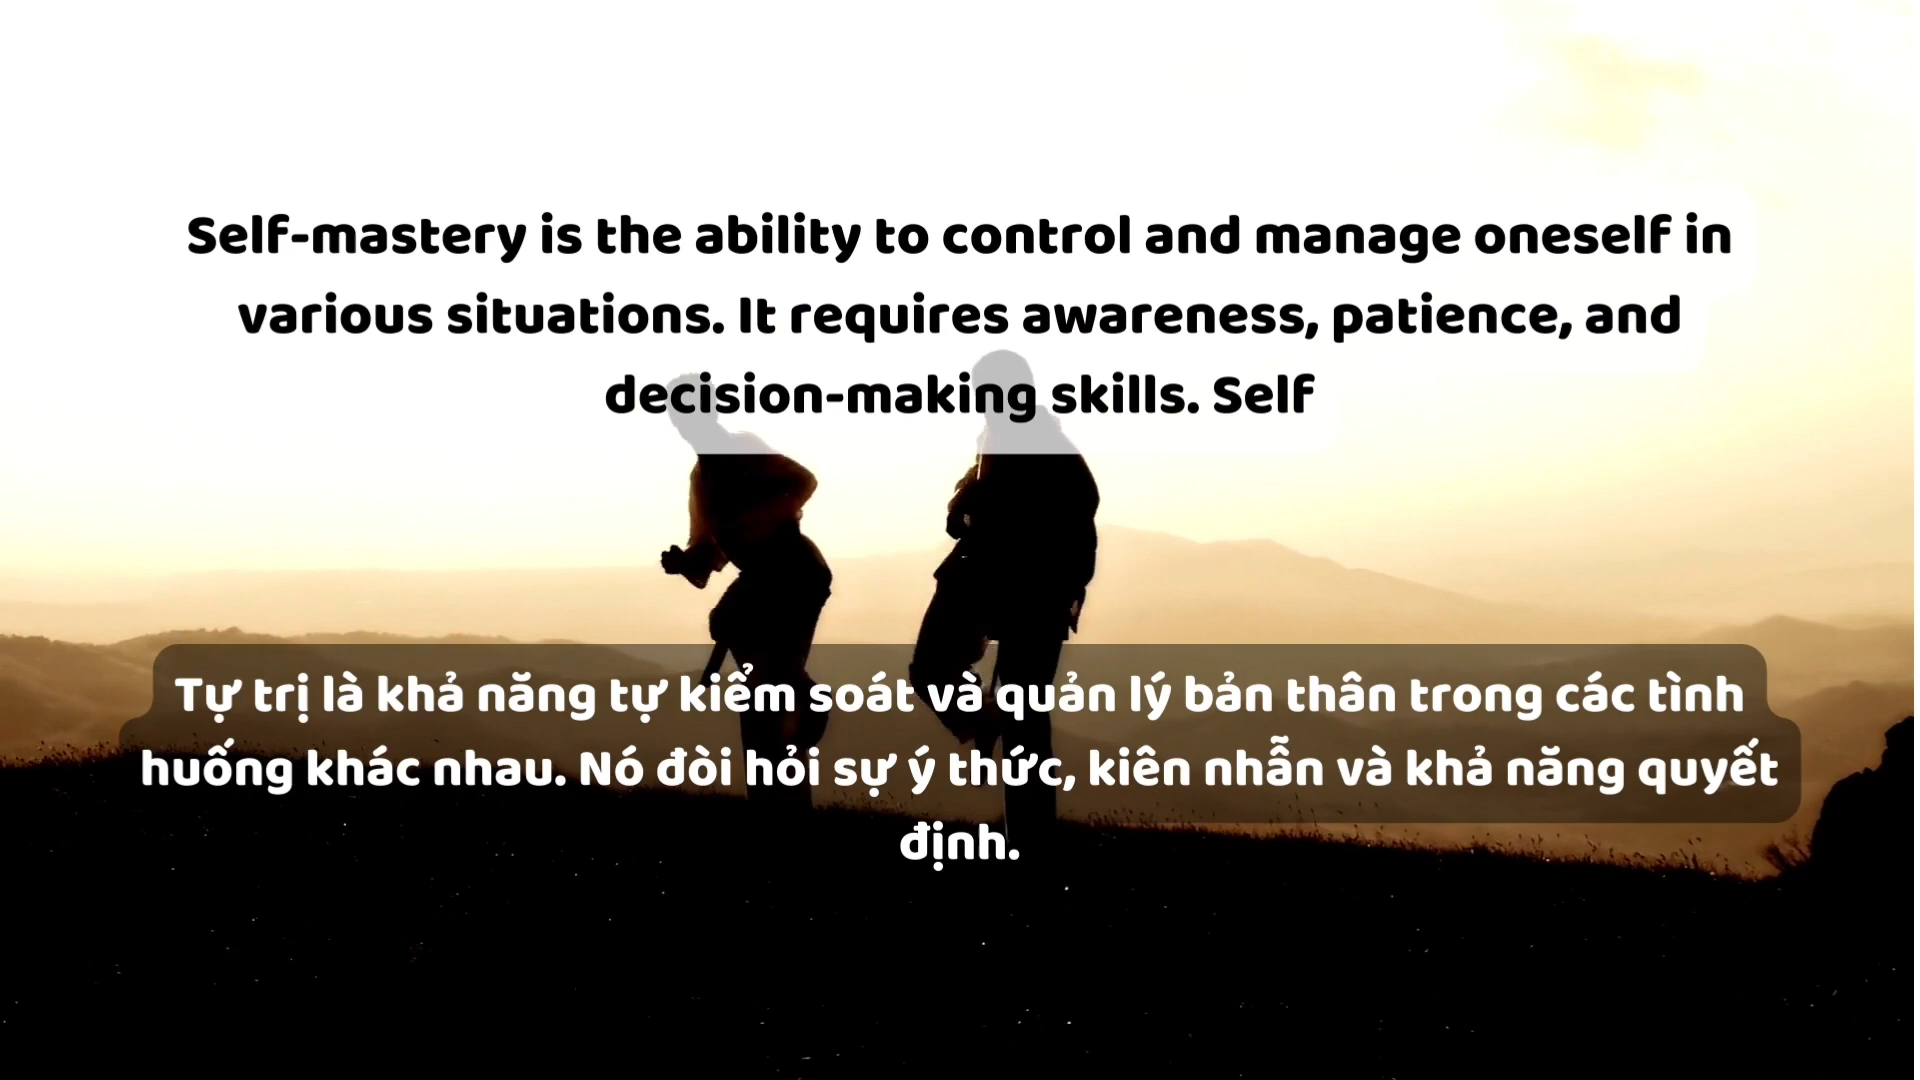 Self-mastery is the ability to control and manage oneself in
various situations. It requires awareness, patience, and
decision-making skills. Self
Tự trị là khả năng tự kiểm soát và quản lý bản thân trong các tình
huống khác nhau. Nó đòi hỏi sự ý thức, kiên nhẫn và khả năng quyết
định.